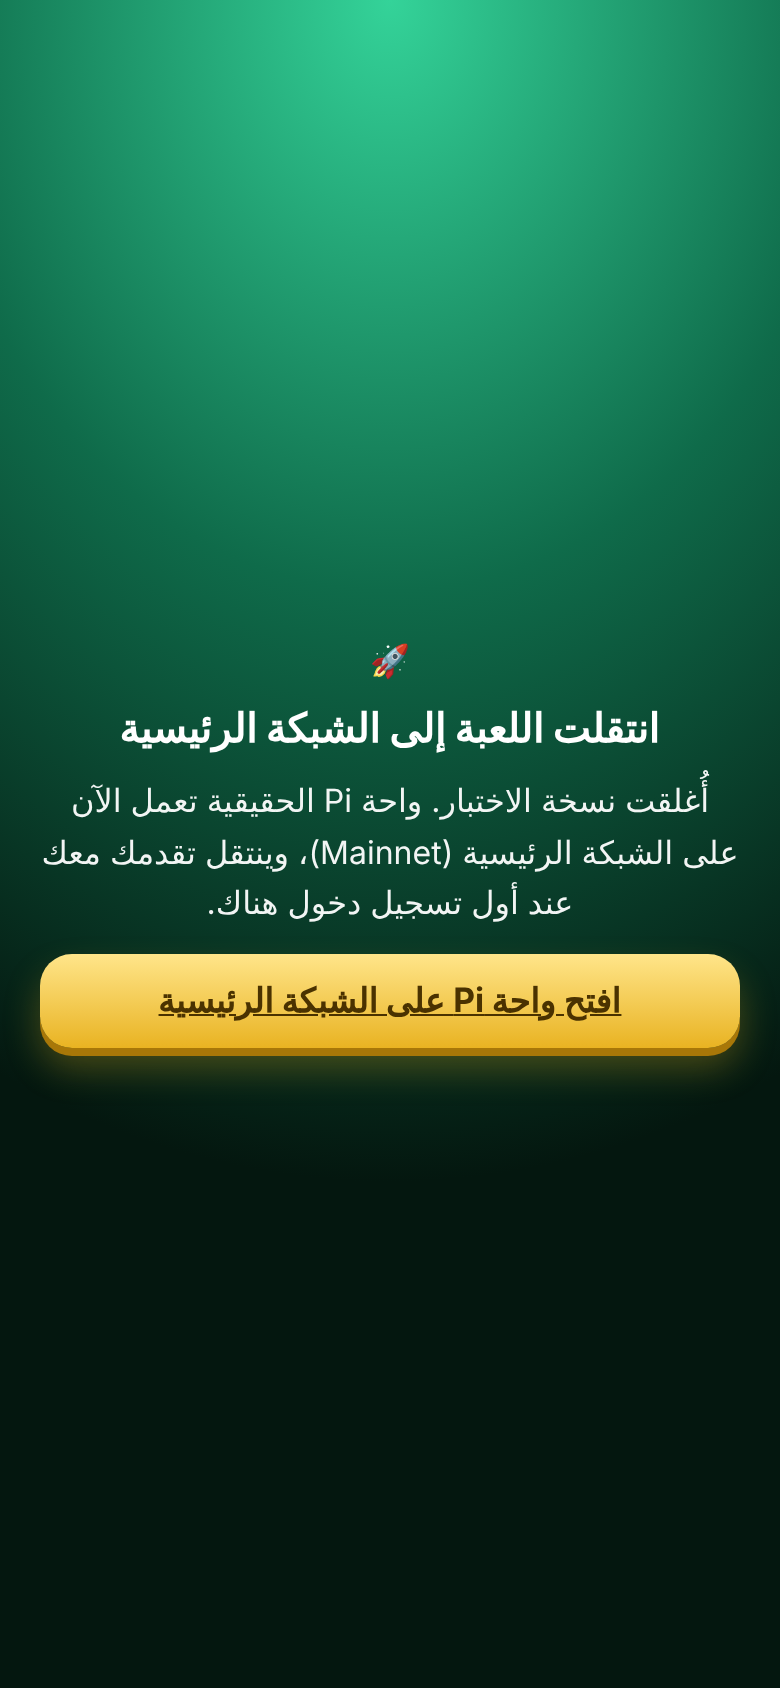 انتقلت اللعبة إلى الشبكة الرئيسية
أُغلقت نسخة الاختبار. واحة Pi الحقيقية تعمل الآن
على الشبكة الرئيسية (Mainnet)، وينتقل تقدمك معك
عند أول تسجيل دخول هناك.
افتح واحة Pi على الشبكة الرئيسية